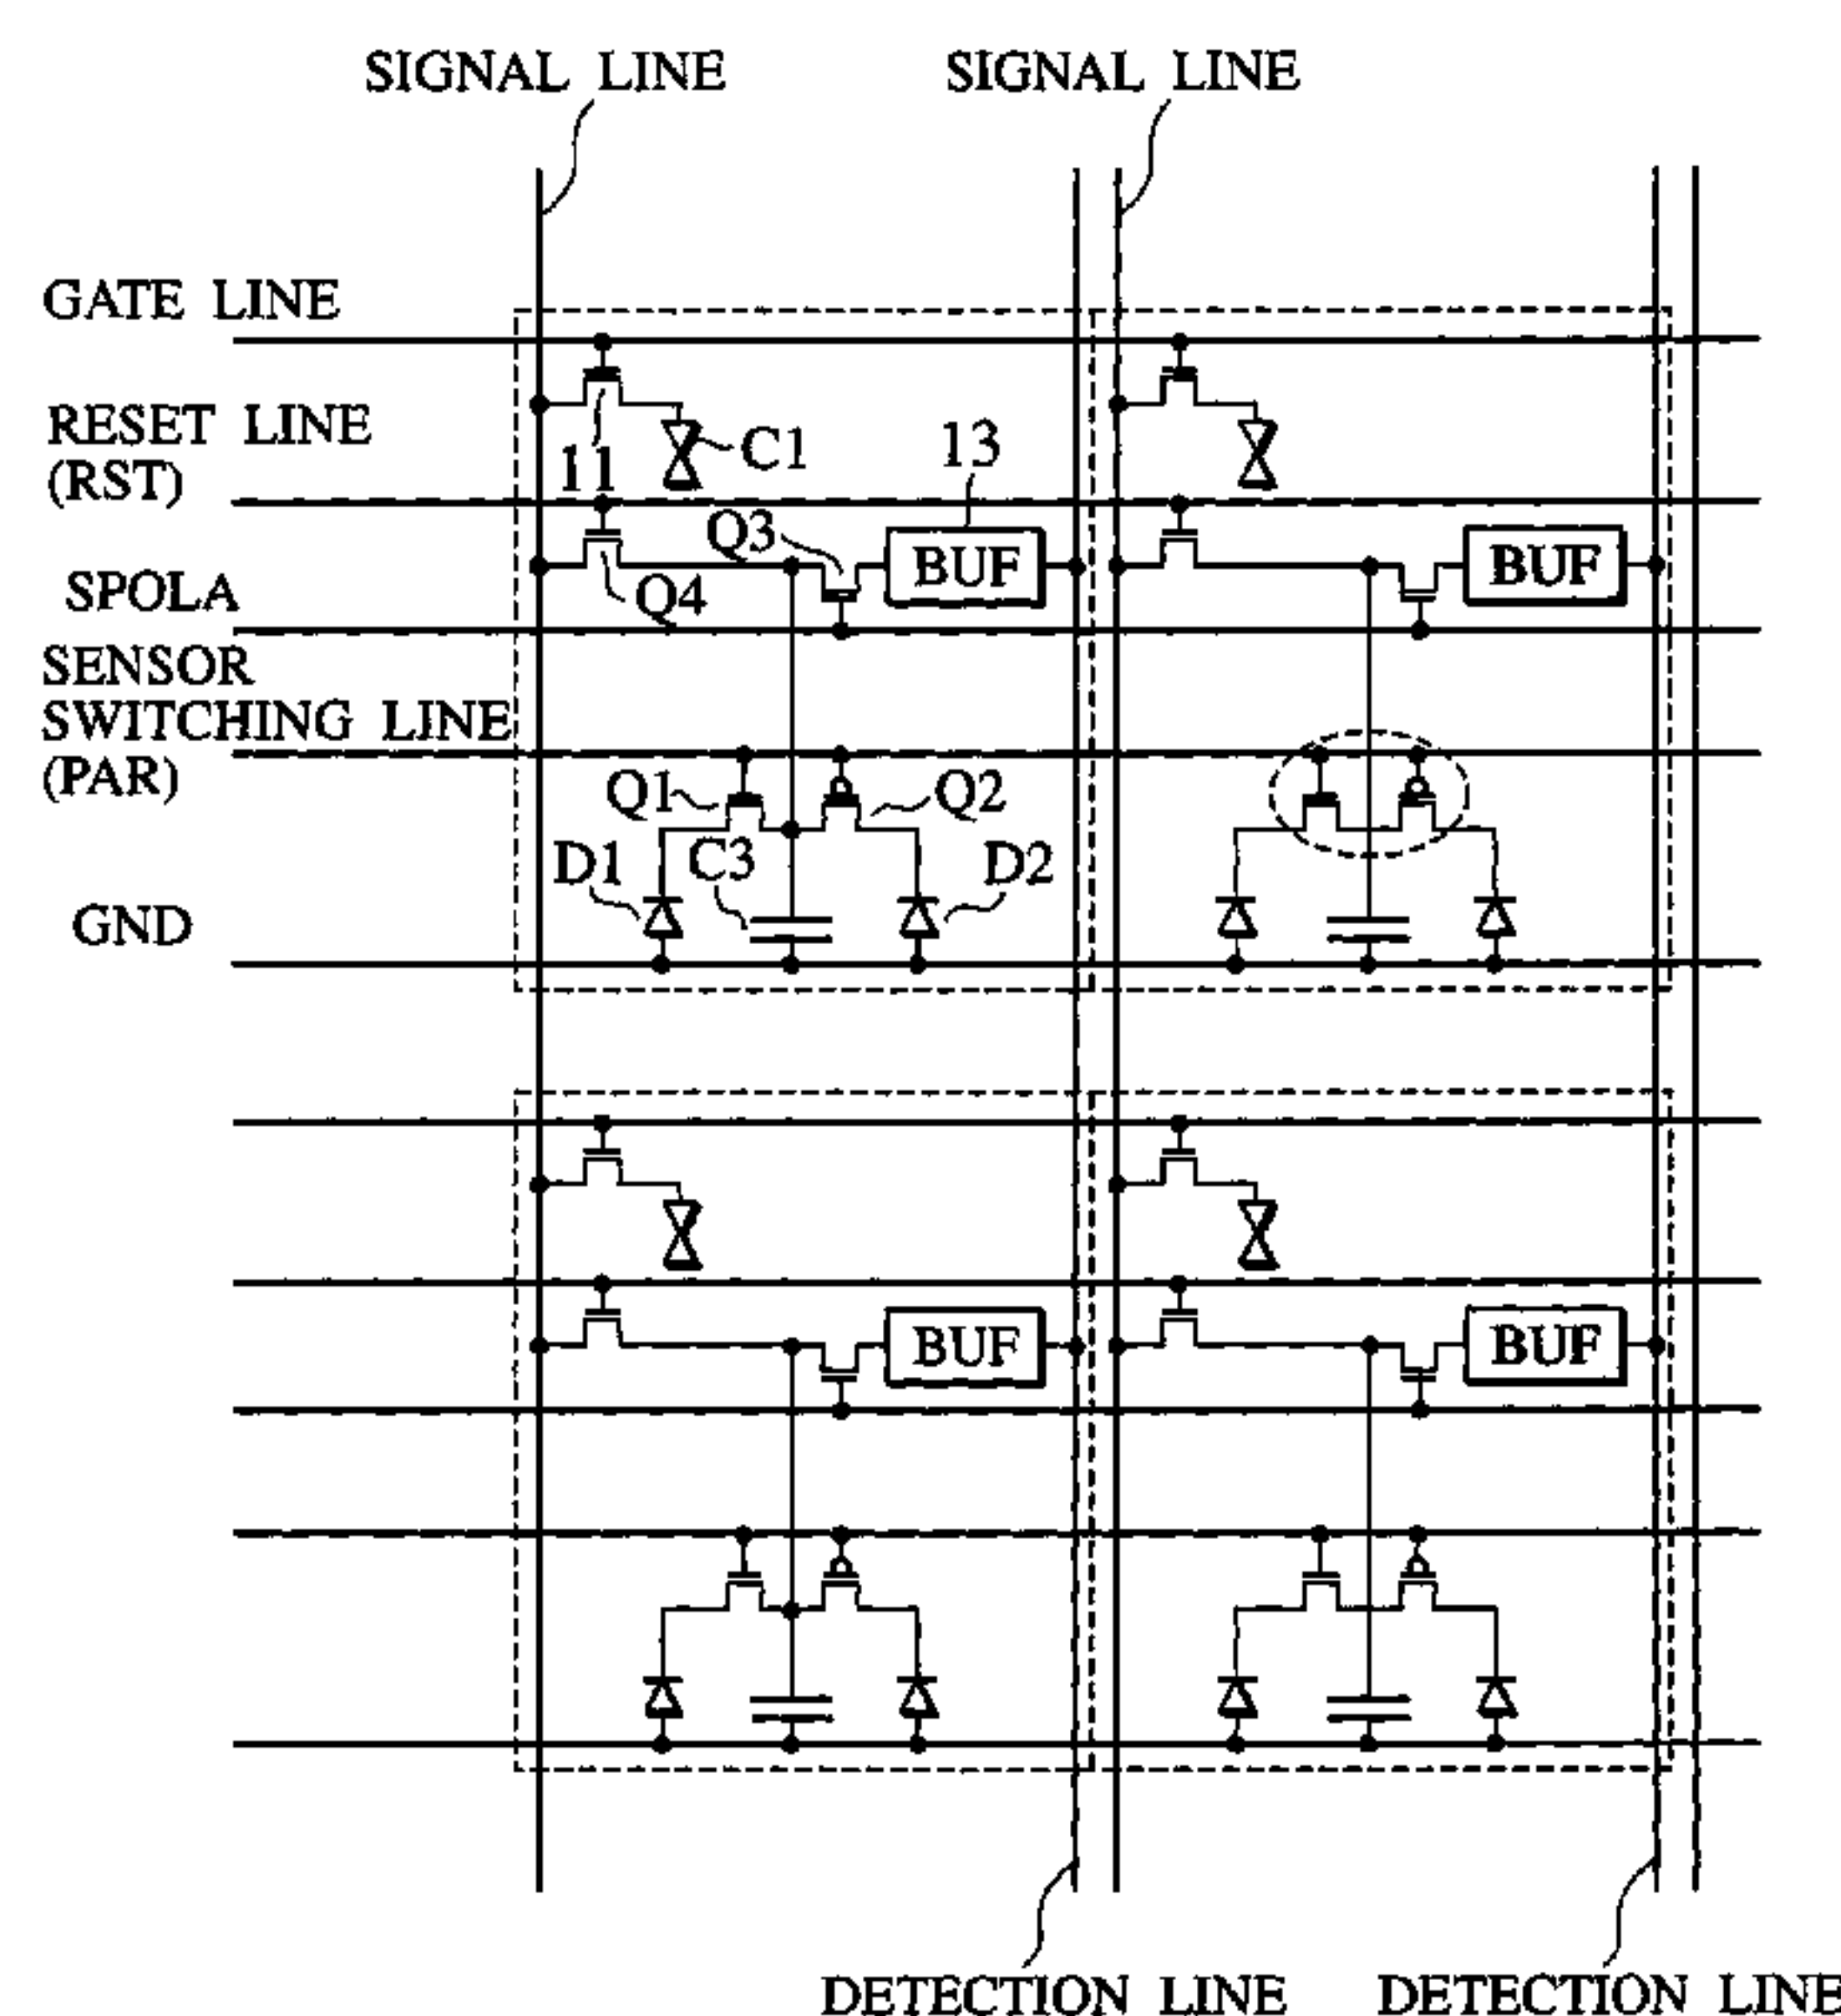 SIGNAL LINE
SIGNAL LINE
GATE LINE
RESET LINE
(RST)
11
C1
13
Q3
BUF
BUF
SPOLA
Q4
SENSOR
SWITCHING LINE
(PAR)
Q1
Q2
D1
C3
D2
GND
BUF
BUF
DETECTION LINE
DETECTION LINE